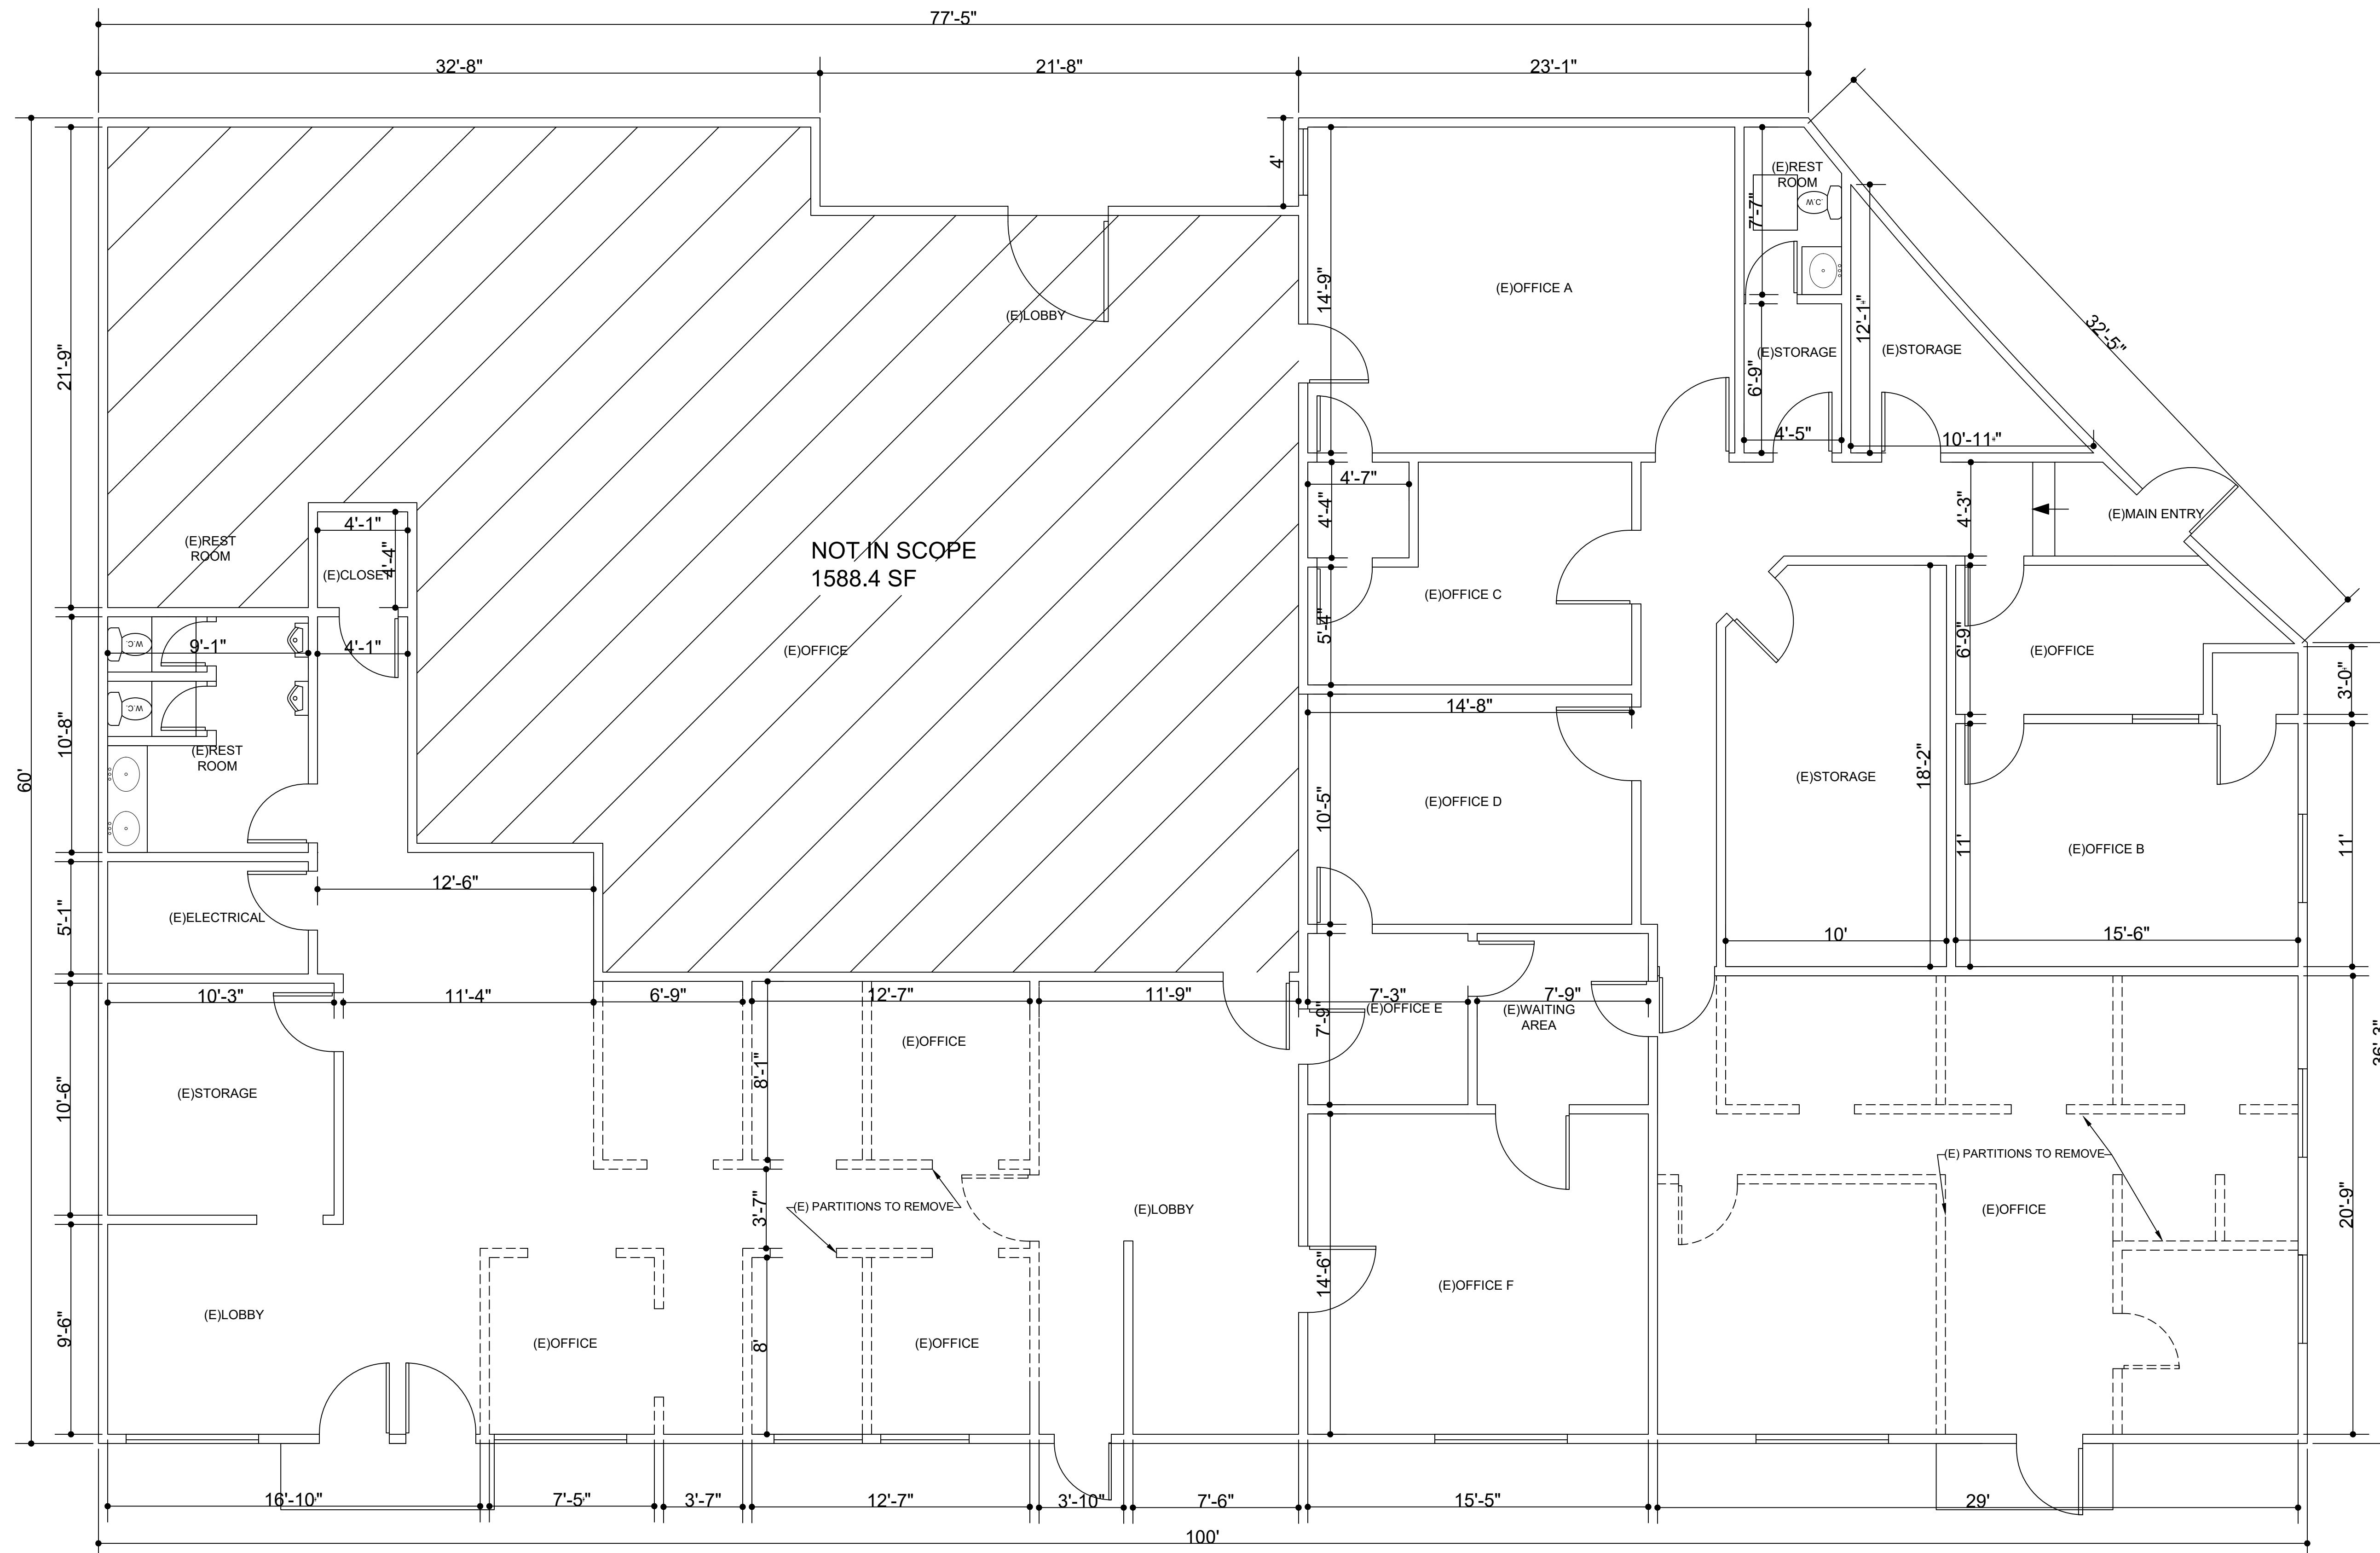 77'-5"
32'-8"
21'-8"
23'-1"
4'
(E)REST
ROOM
W.C.
7'-7"
14'-9"
(E)OFFICE A
12'-1"
32'-5"
(E)LOBBY
21'-9"
(E)STORAGE
(E)STORAGE
6'-9"
4'-5"
10'-11"
4'-7"
4'-4"
4'-3"
(E)MAIN ENTRY
4'-1"
(E)REST
ROOM
4'-4"
(E)CLOSET
NOT IN SCOPE
1588.4 SF
(E)OFFICE C
5'-4"
6'-9"
(E)OFFICE
(E)OFFICE
W.C.
9'-1"
4'-1"
3'-0"
W.C.
14'-8"
10'-8"
(E)REST
ROOM
60'
18'-2"
(E)STORAGE
10'-5"
(E)OFFICE D
11'
(E)OFFICE B
11'
12'-6"
5'-1"
(E)ELECTRICAL
10'
15'-6"
10'-3"
11'-4"
6'-9"
12'-7"
11'-9"
7'-3"
7'-9"
(E)OFFICE E
7'-9"
(E)WAITING
AREA
36'-3"
(E)OFFICE
8'-1"
10'-6"
(E)STORAGE
(E) PARTITIONS TO REMOVE
3'-7"
(E) PARTITIONS TO REMOVE
(E)LOBBY
(E)OFFICE
20'-9"
14'-6"
(E)OFFICE F
9'-6"
(E)LOBBY
(E)OFFICE
8'
(E)OFFICE
16'-10"
7'-5"
3'-7"
12'-7"
3'-10"
7'-6"
15'-5"
29'
100'